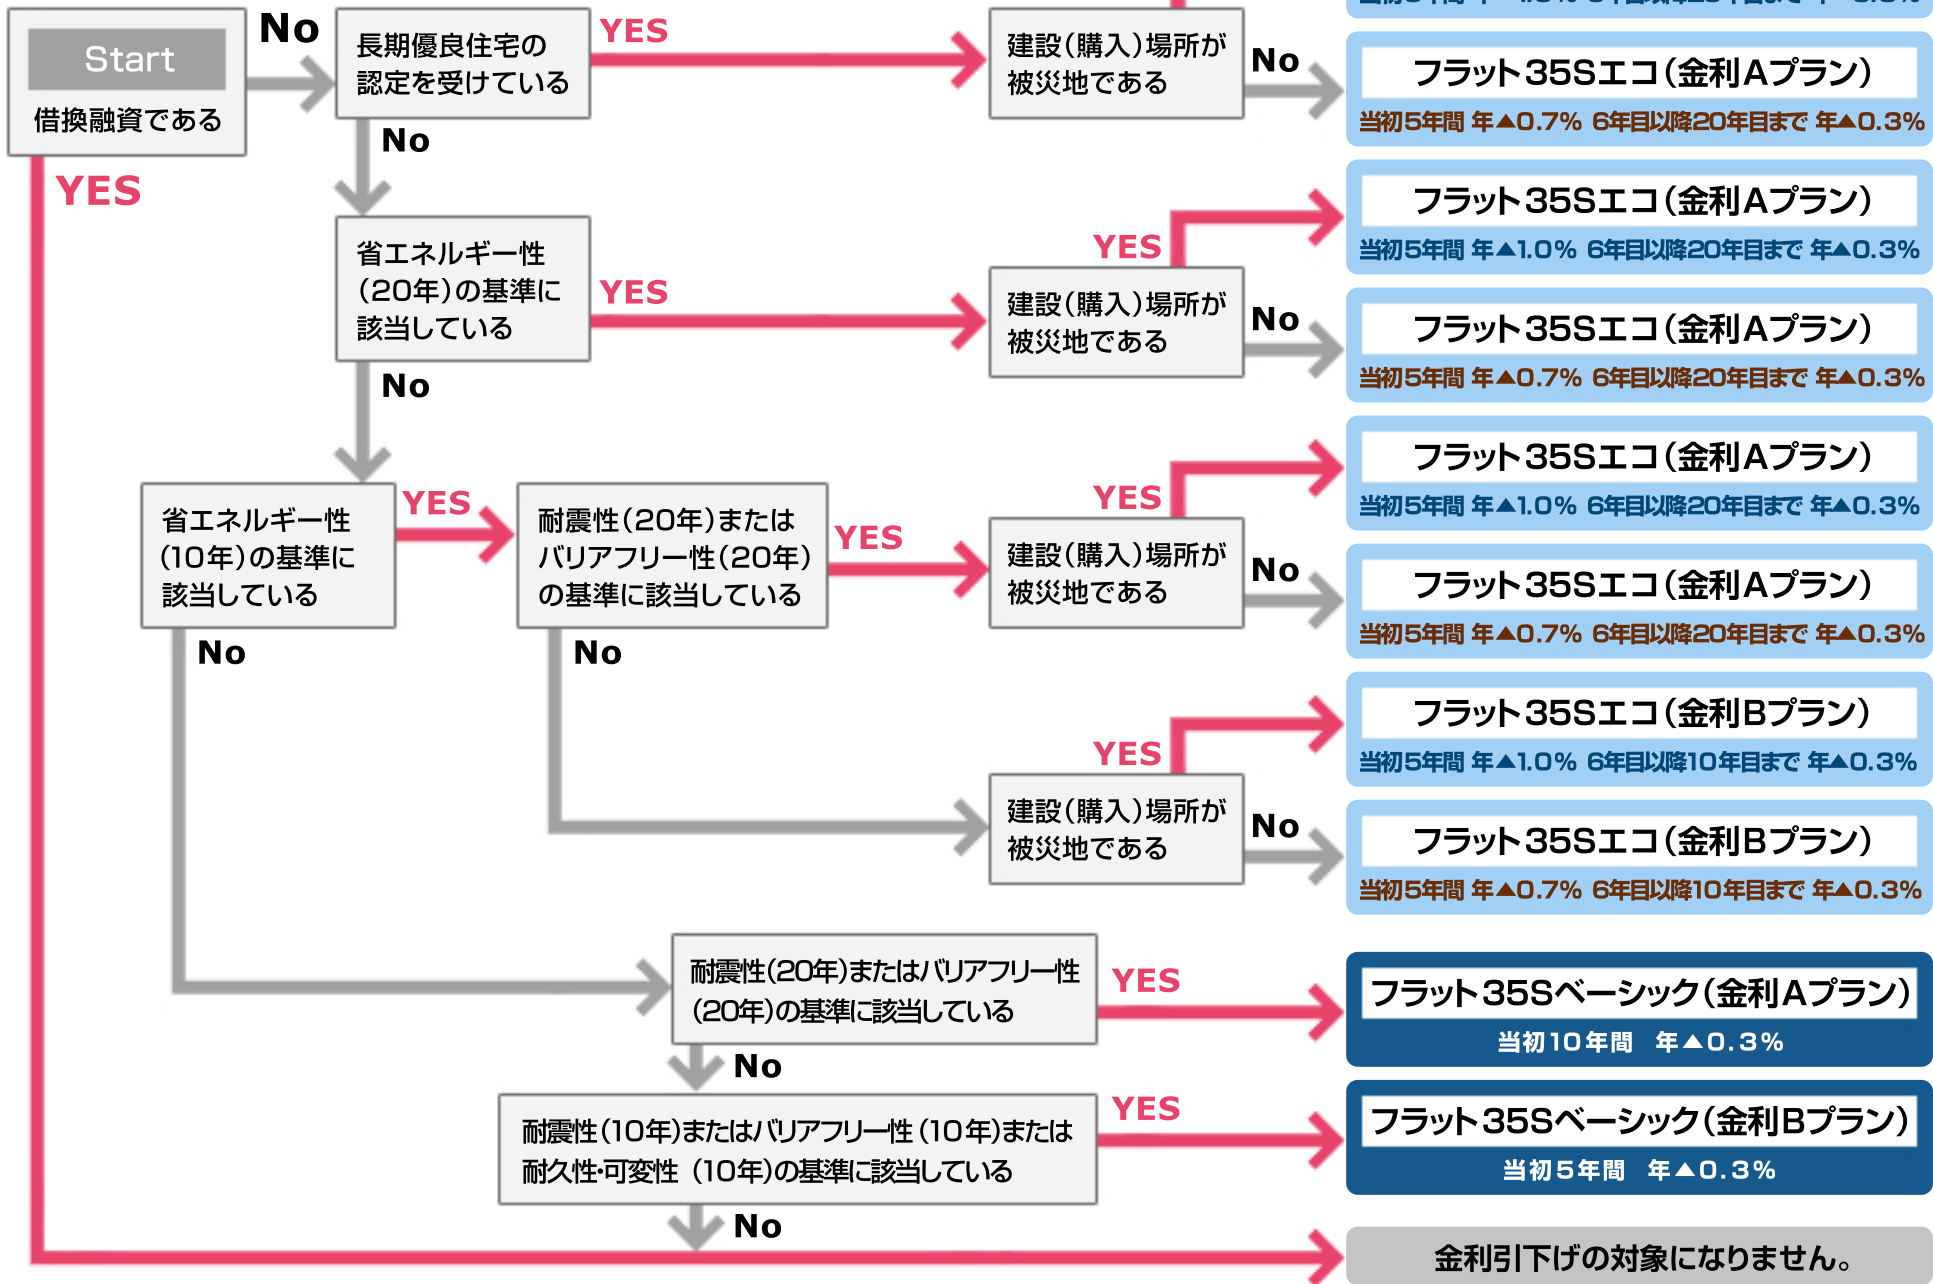 Start
借換融資である
No
YES
長期優良住宅の
認定を受けている
YES
No
建設(購入)場所が
被災地である
No
フラット35Sエコ(金利Aプラン)
当初5年間 年▲0.7% 6年目以降20年目まで 年▲0.3%
省エネルギー性
(20年)の基準に
該当している
YES
No
建設(購入)場所が
被災地である
YES
フラット35Sエコ(金利Aプラン)
当初5年間 年▲1.0% 6年目以降20年目まで 年▲0.3%
No
フラット35Sエコ(金利Aプラン)
当初5年間 年▲0.7% 6年目以降20年目まで 年▲0.3%
省エネルギー性
(10年)の基準に
該当している
YES
No
耐震性(20年)または
バリアフリー性(20年)
の基準に該当している
YES
No
建設(購入)場所が
被災地である
YES
フラット35Sエコ(金利Aプラン)
当初5年間 年▲1.0% 6年目以降20年目まで 年▲0.3%
No
フラット35Sエコ(金利Aプラン)
当初5年間 年▲0.7% 6年目以降20年目まで 年▲0.3%
建設(購入)場所が
被災地である
YES
フラット35Sエコ(金利Bプラン)
当初5年間 年▲1.0% 6年目以降10年目まで 年▲0.3%
No
フラット35Sエコ(金利Bプラン)
当初5年間 年▲0.7% 6年目以降10年目まで 年▲0.3%
耐震性(20年)またはバリアフリー性
(20年)の基準に該当している
YES
フラット35Sベーシック(金利Aプラン)
当初10年間 年▲0.3%
No
耐震性(10年)またはバリアフリー性(10年)または
耐久性・可変性(10年)の基準に該当している
YES
フラット35Sベーシック(金利Bプラン)
当初5年間 年▲0.3%
No
金利引下げの対象になりません。